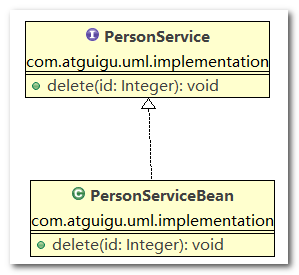 PersonService
com.atguigu.uml.implementation
delete(id: Integer): void
PersonServiceBean
com.atguigu.uml.implementation
delete(id: Integer): void